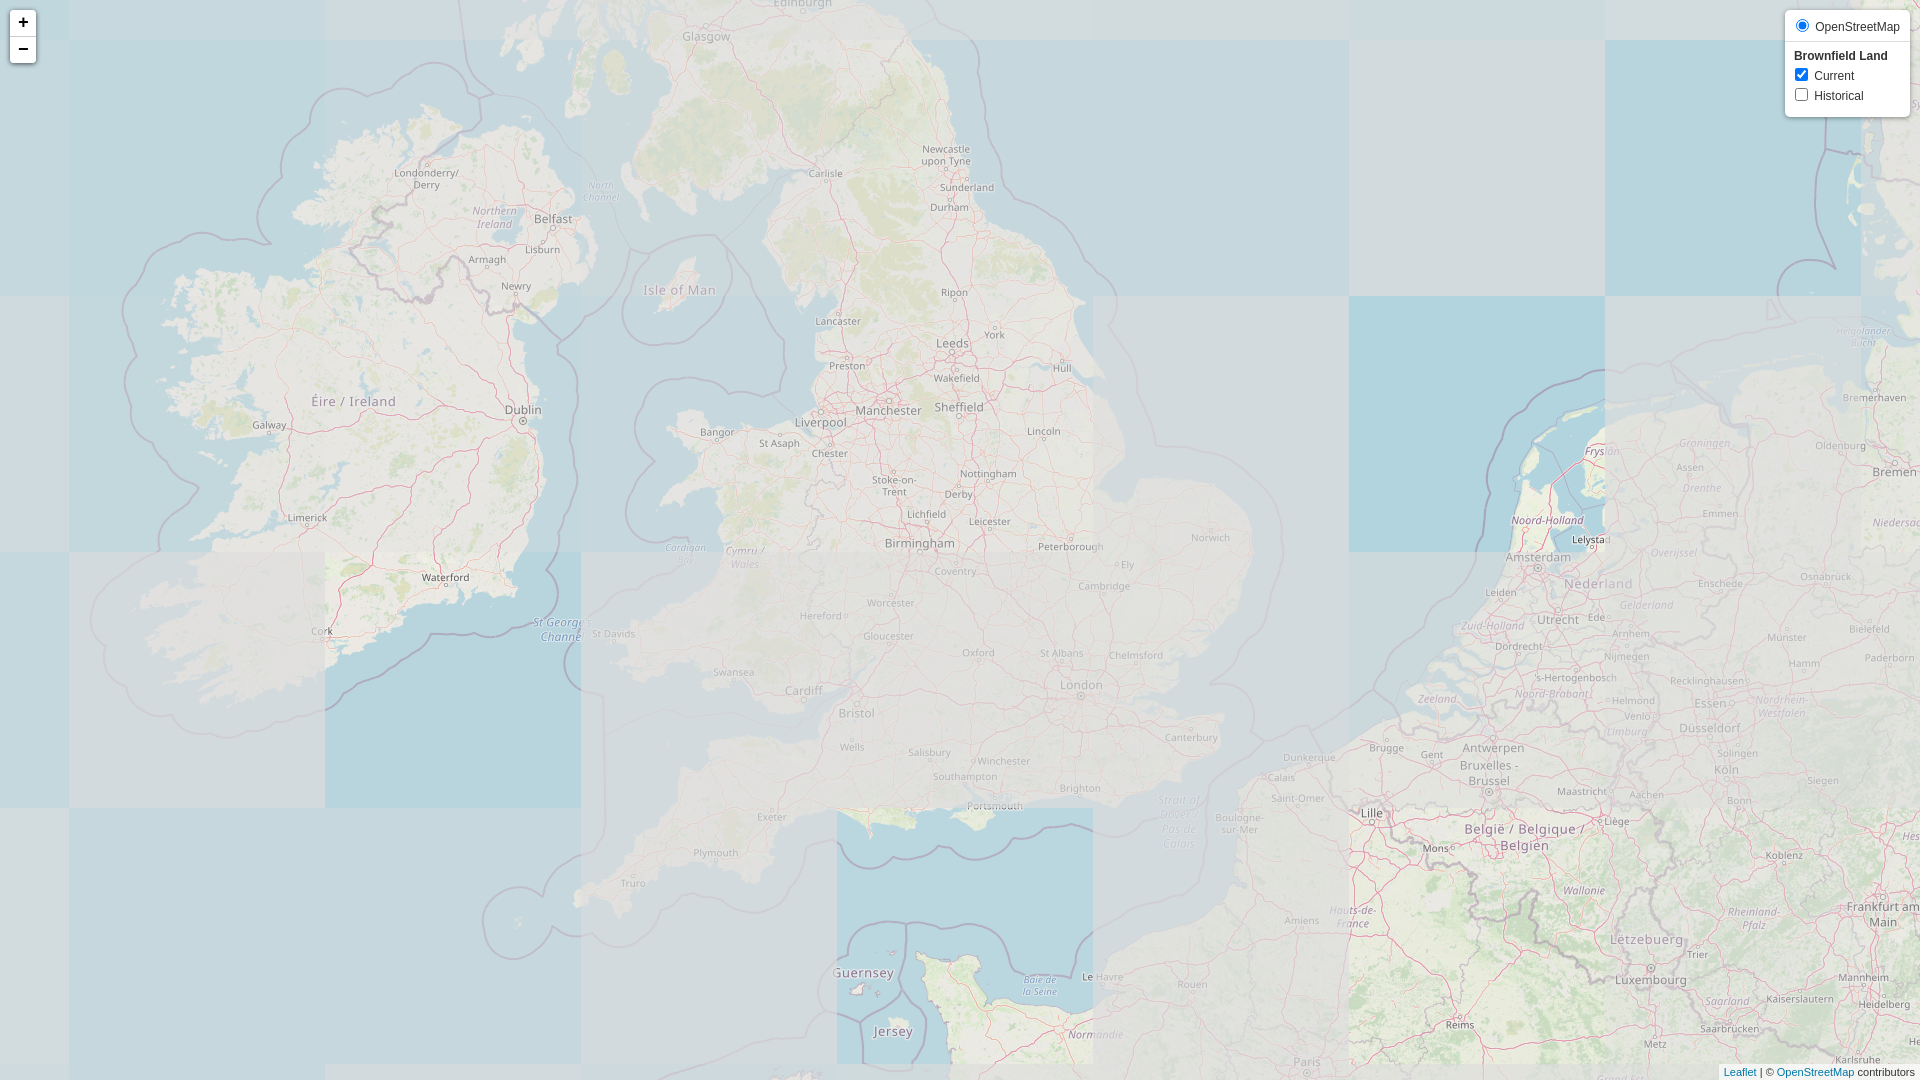 +
−
OpenStreetMap
Brownfield Land
Current
Historical
Edinburgh
Glasgow
Newcastle
upon Tyne
Londonderry/
Derry
Carlisle
Sunderland
North
Channel
Durham
Northern
Ireland
Belfast
Lisburn
Armagh
Newry
Isle of Man
Ripon
Lancaster
Helgoländer
Bucht
York
Leeds
Preston
Hull
Wakefield
Bremerhaven
Éire / Ireland
Dublin
Manchester
Sheffield
Liverpool
Galway
Bangor
Lincoln
St Asaph
Chester
Groningen
Oldenburg
Fryslân
Assen
Bremen
Nottingham
Stoke-on-
Trent
Derby
Drenthe
Limerick
Lichfield
Leicester
Emmen
Noord-Holland
Norwich
Birmingham
Lelystad
Cardigan
Bay
Cymru /
Wales
Peterborough
Amsterdam
Overijssel
Ely
Coventry
Waterford
Nederland
Enschede
Osnabrück
Cambridge
Leiden
Worcester
Gelderland
Hereford
Utrecht
Ede
St George's
Channel
Cork
St Davids
Gloucester
Zuid-Holland
Arnhem
Münster
Bielefeld
Dordrecht
Oxford
St Albans
Chelmsford
Nijmegen
Hamm
Paderborn
Swansea
's-Hertogenbosch
Recklinghausen
London
Cardiff
Zeeland
Noord-Brabant
Helmond
Essen
Nordrhein-
Westfalen
Bristol
Venlo
Düsseldorf
Limburg
Canterbury
Wells
Salisbury
Brugge
Gent
Antwerpen
Solingen
Winchester
Dunkerque
Bruxelles -
Brussel
Köln
Southampton
Calais
Siegen
Brighton
Maastricht
Aachen
Saint-Omer
Bonn
Portsmouth
Strait of
Dover / 
Pas de
Calais
Exeter
Boulogne-
sur-Mer
Lille
Liège
België / Belgique /
Belgien
Mons
Plymouth
Koblenz
Truro
Wallonie
Hauts-de-
France
Amiens
Rheinland-
Pfalz
Frankfurt am
Main
Lëtzebuerg
Trier
Guernsey
Le Havre
Baie de
la Seine
Rouen
Luxembourg
Mannheim
Kaiserslautern
Saarland
Heidelberg
Jersey
Normandie
Reims
Saarbrücken
Metz
Paris
Karlsruhe
Leaflet | © OpenStreetMap contributors